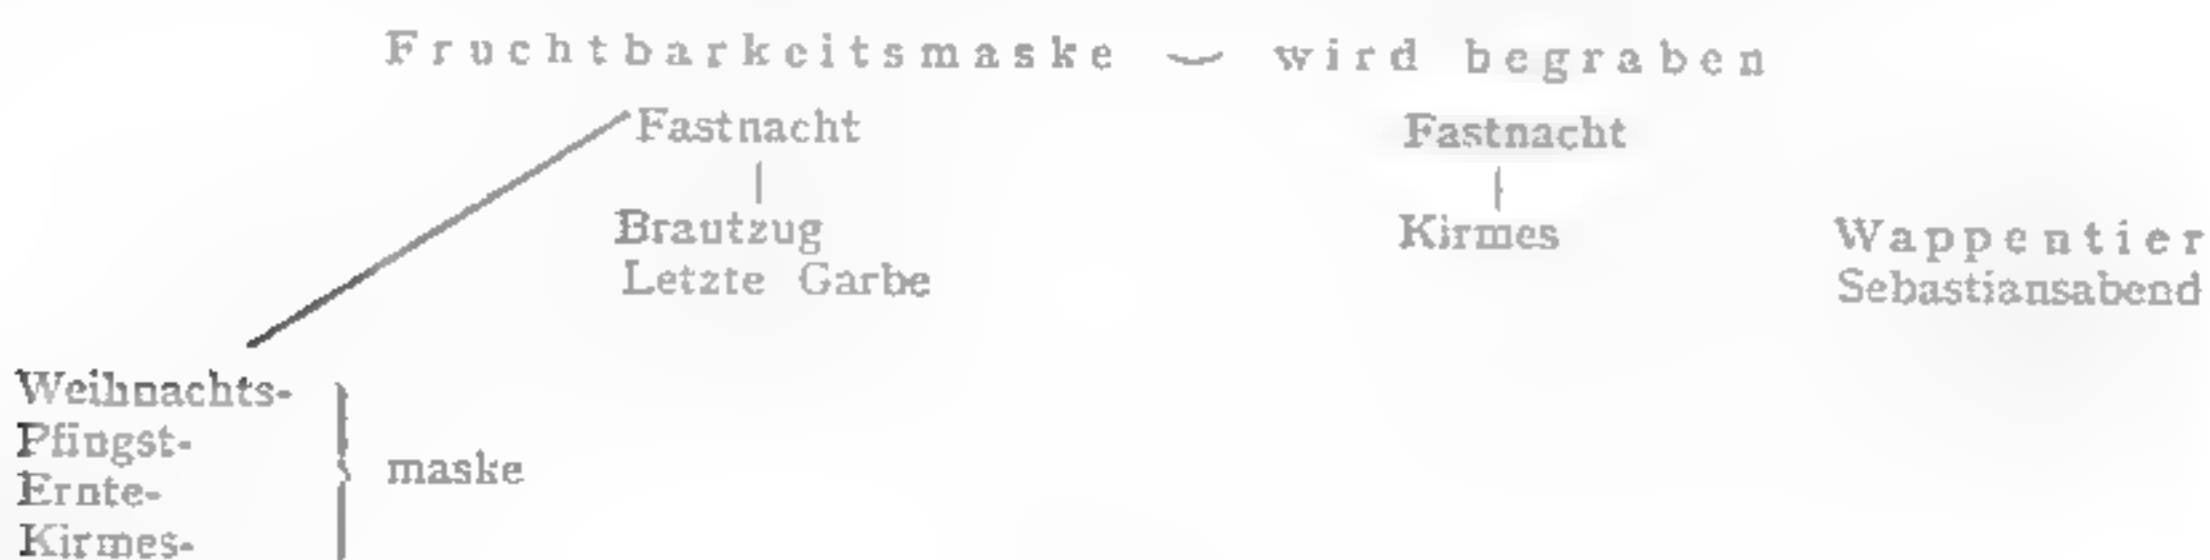 Fruchtbarkeitsmaske — wird begraben
Fastnacht Fastnacht
Brautzug Kirmes Wappentier
Letzte Garbe Sebastiansabend
Weihnachts-
Pfingst-
Ernte- maske
Kirmes-